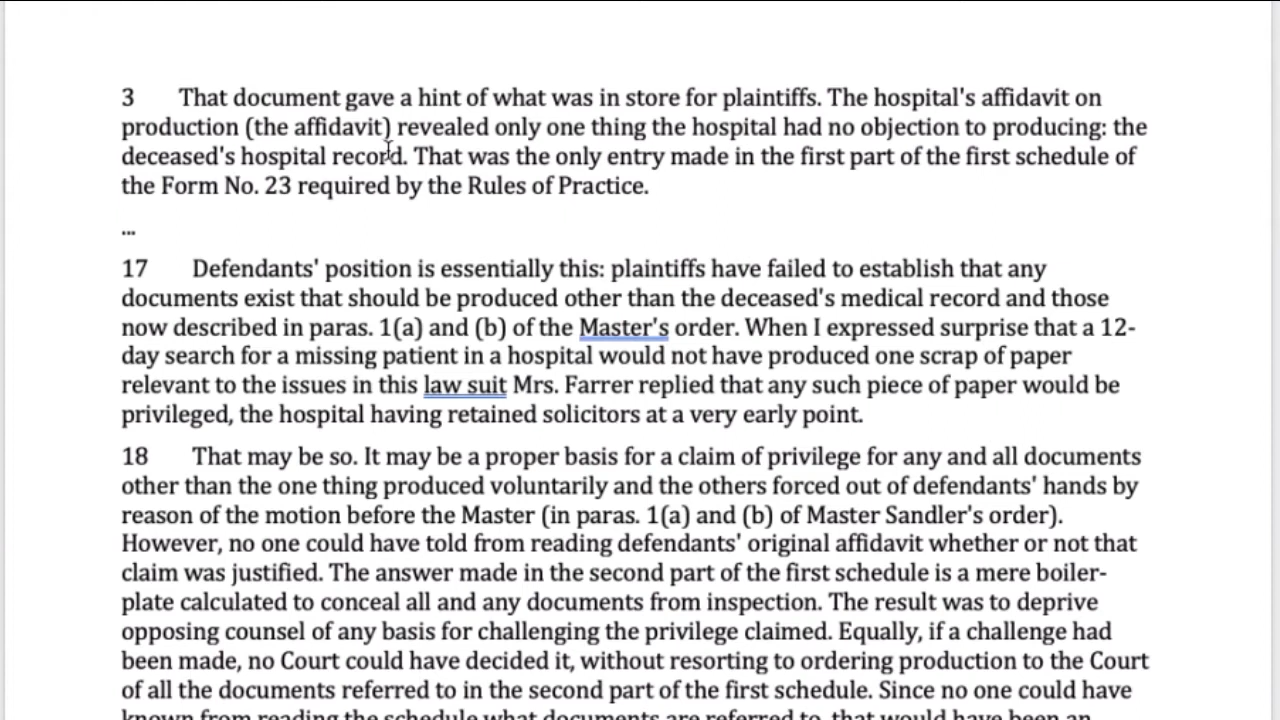 3 That document gave a hint of what was in store for plaintiffs. The hospital's affidavit on
production (the affidavit) revealed only one thing the hospital had no objection to producing: the
deceased's hospital record. That was the only entry made in the first part of the first schedule of
the Form No. 23 required by the Rules of Practice.
...
17 Defendants' position is essentially this: plaintiffs have failed to establish that any
documents exist that should be produced other than the deceased's medical record and those
now described in paras. 1(a) and (b) of the Master's order. When I expressed surprise that a 12-
day search for a missing patient in a hospital would not have produced one scrap of paper
relevant to the issues in this law suit Mrs. Farrer replied that any such piece of paper would be
privileged, the hospital having retained solicitors at a very early point.
18 That may be so. It may be a proper basis for a claim of privilege for any and all documents
other than the one thing produced voluntarily and the others forced out of defendants' hands by
reason of the motion before the Master (in paras. 1(a) and (b) of Master Sandler's order).
However, no one could have told from reading defendants' original affidavit whether or not that
claim was justified. The answer made in the second part of the first schedule is a mere boiler-
plate calculated to conceal all and any documents from inspection. The result was to deprive
opposing counsel of any basis for challenging the privilege claimed. Equally, if a challenge had
been made, no Court could have decided it, without resorting to ordering production to the Court
of all the documents referred to in the second part of the first schedule. Since no one could have
known from reading the schedule what documents are referred to, that would have been an